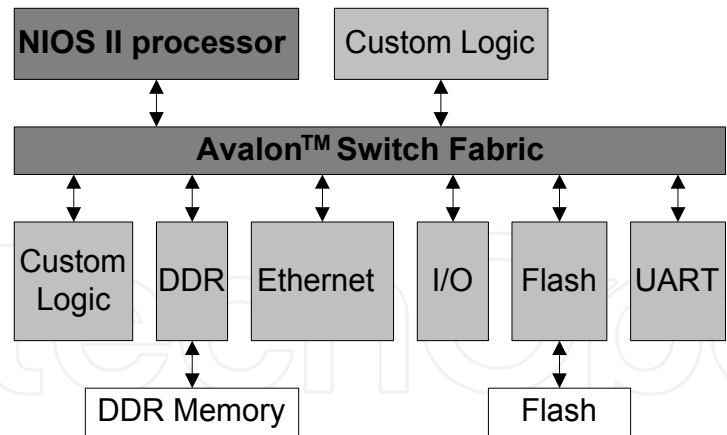 NIOS II processor
Custom Logic
Avalon™ Switch Fabric
Custom
Logic
DDR
Ethernet
I/O
Flash
UART
DDR Memory
Flash